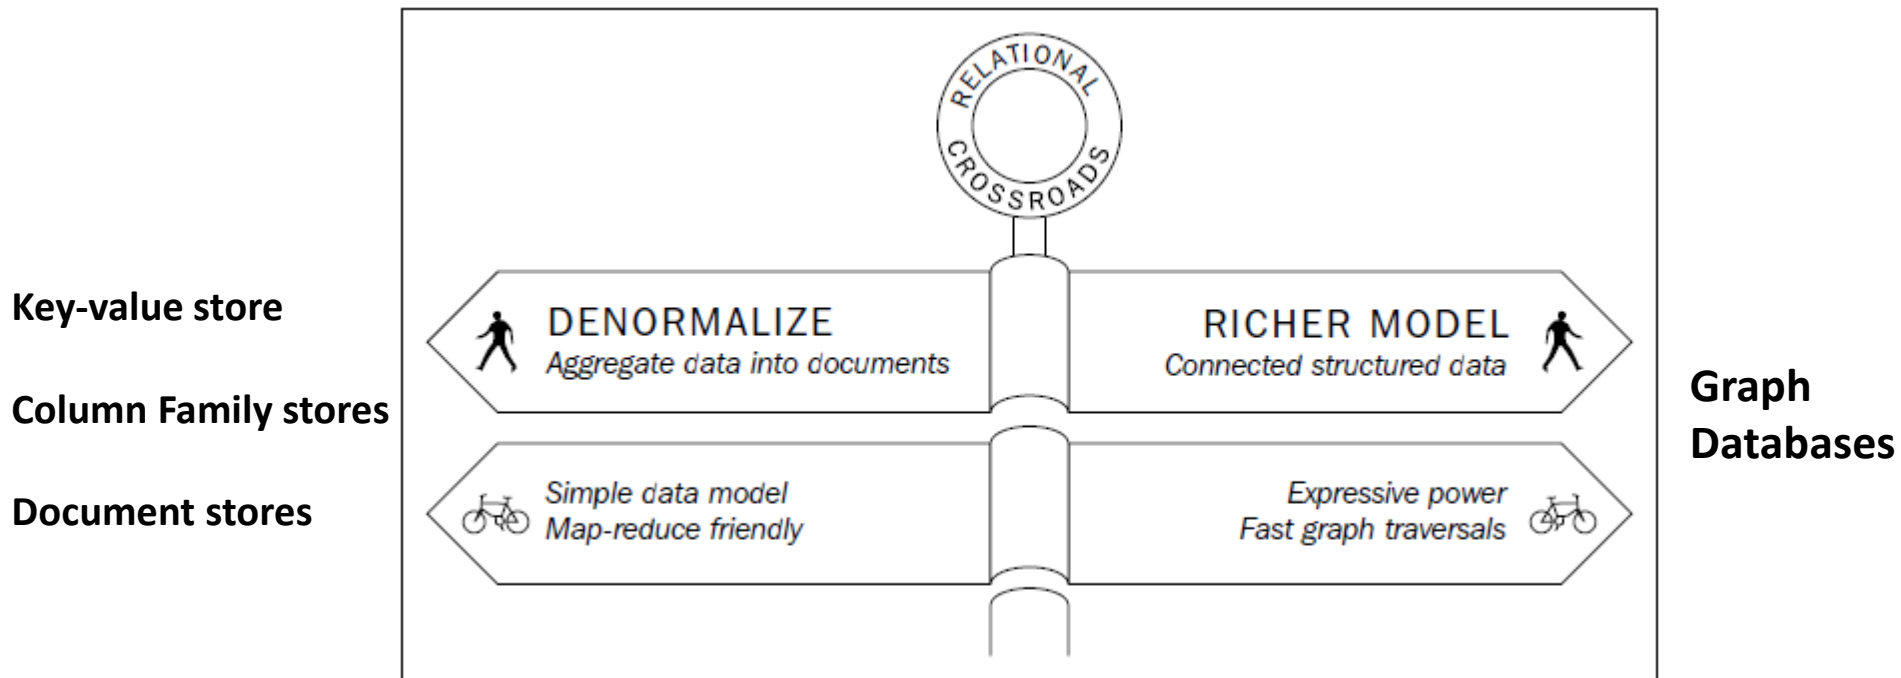 RELATIONAL
CROSSROADS
Key-value store
Column Family stores
Document stores
DENORMALIZE
Aggregate data into documents
Simple data model
Map-reduce friendly
RICHER MODEL
Connected structured data
Expressive power
Fast graph traversals
Graph
Databases